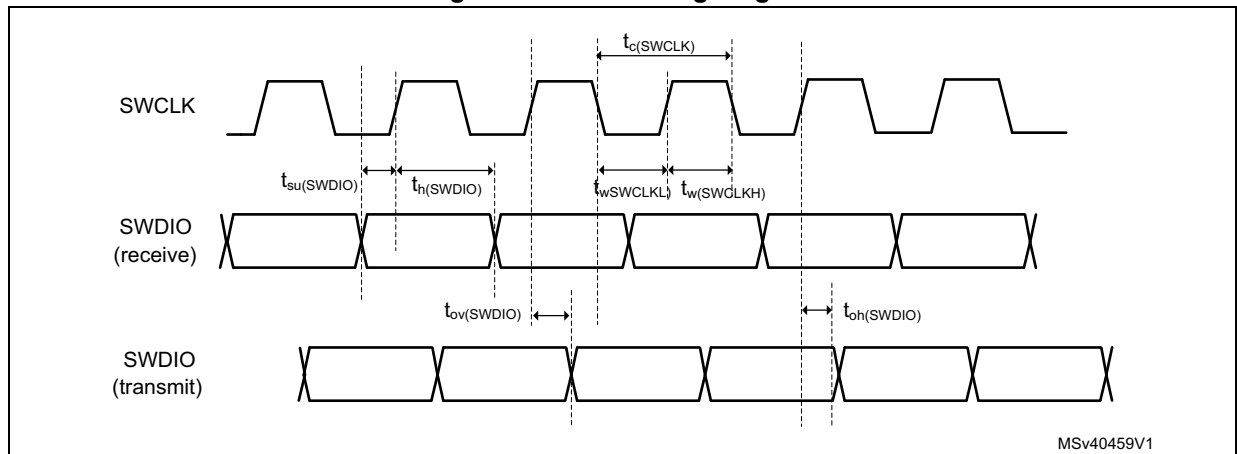 tc(SWCLK)
SWCLK
tsu(SWDIO)
th(SWDIO)
twSWCLKL)
tw(SWCLKH)
SWDIO
(receive)
tov(SWDIO)
toh(SWDIO)
SWDIO
(transmit)
MSv40459V1